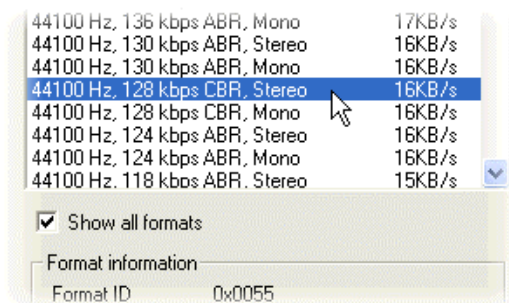 44100 Hz, 136 kbps ABR, Mono 17KB/s
44100 Hz, 130 kbps ABR, Stereo 16KB/s
44100 Hz, 130 kbps ABR, Mono 16KB/s
44100 Hz, 128 kbps CBR, Stereo 16KB/s
44100 Hz, 128 kbps CBR, Mono 16KB/s
44100 Hz, 124 kbps ABR, Stereo 16KB/s
44100 Hz, 124 kbps ABR, Mono 16KB/s
44100 Hz, 118 kbps ABR, Stereo 15KB/s
Show all formats
Format information
Format ID 0x0055